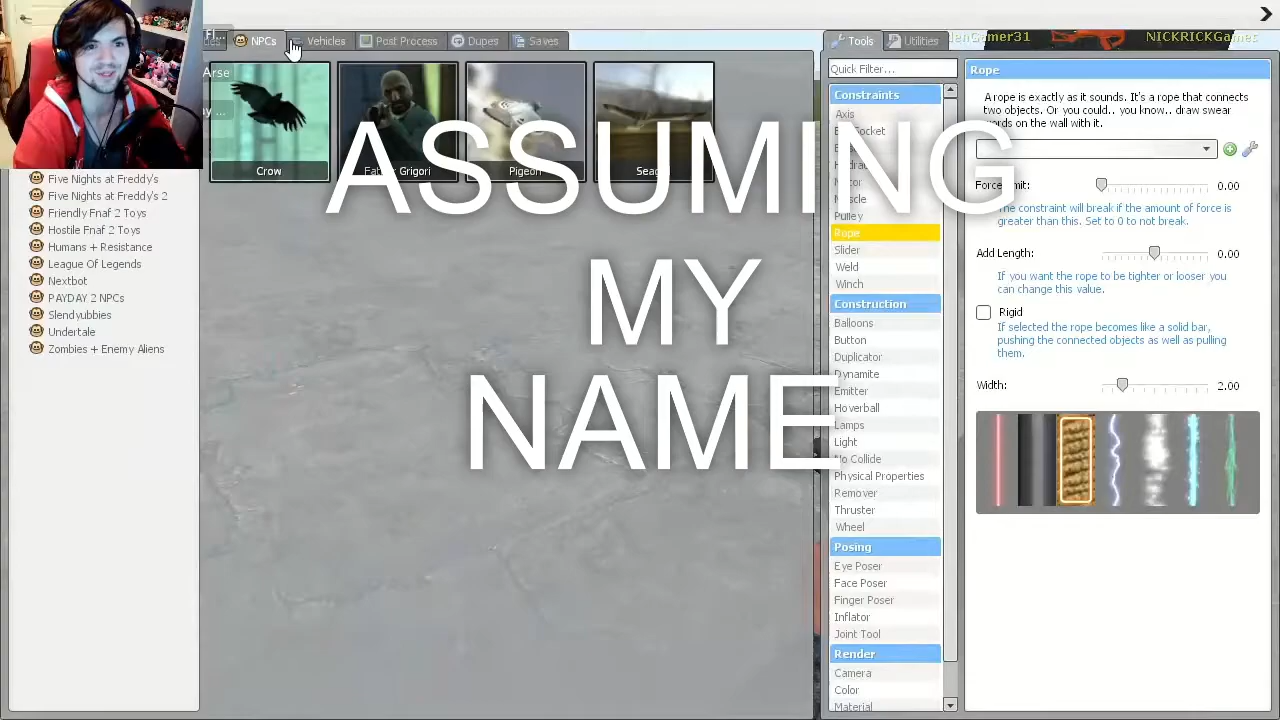 NPCs
Vehicles
Post Process
Dupes
Saves
Tools
Utilities
denGamer31
NICKRICKGames
Arse
Crow
Pigeon
ASSUMING
MY
NAME
Five Nights at Freddy's
Five Nights at Freddy's 2
Friendly Fnaf 2 Toys
Hostile Fnaf 2 Toys
Humans + Resistance
League Of Legends
Nextbot
PAYDAY 2 NPCs
Slendyubbies
Undertale
Zombies + Enemy Aliens
Quick Filter...
Constraints
Axis
Pulley
Rope
Slider
Weld
Winch
Construction
Balloons
Button
Duplicator
Dynamite
Emitter
Hoverball
Lamps
Light
No Collide
Physical Properties
Remover
Thruster
Wheel
Posing
Eye Poser
Face Poser
Finger Poser
Inflator
Joint Tool
Render
Camera
Color
Material
Rope
A rope is exactly as it sounds. It's a rope that connects
two objects. Or you could.. you know.. draw swear
words on the wall with it.
Force Limit: 0.00
The constraint will break if the amount of force is
greater than this. Set to 0 to not break.
Add Length: 0.00
If you want the rope to be tighter or looser you
can change this value.
Rigid
If selected the rope becomes like a solid bar,
pushing the connected objects as well as pulling
them.
Width: 2.00